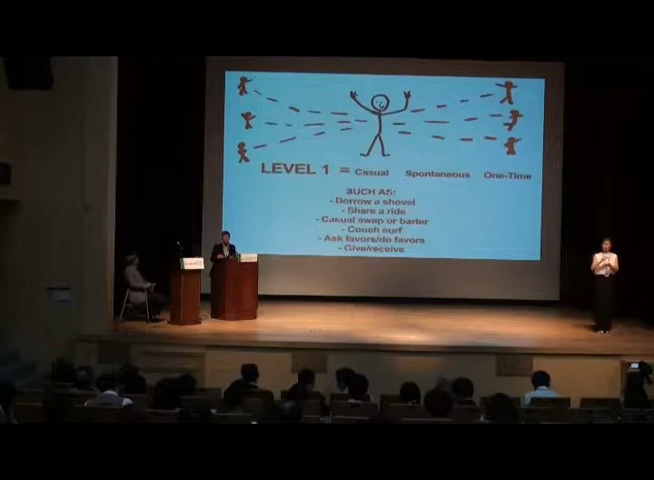 LEVEL 1 = Casual Spontaneous One-Time
SUCH AS:
- Borrow a shovel
- Share a ride
- Casual swap or barter
- Couch surf
- Ask favors/do favors
- Give/receive